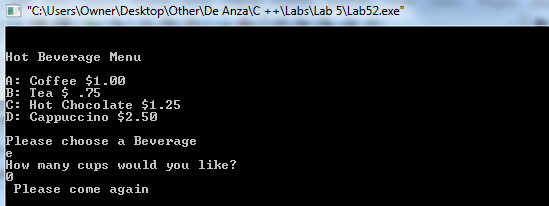 "C:\Users\Owner\Desktop\Other\De Anza\C ++\Labs\Lab 5\Lab52.exe"
Hot Beverage Menu
A: Coffee $1.00
B: Tea $ .75
C: Hot Chocolate $1.25
D: Cappuccino $2.50
Please choose a Beverage
e
How many cups would you like?
0
Please come again